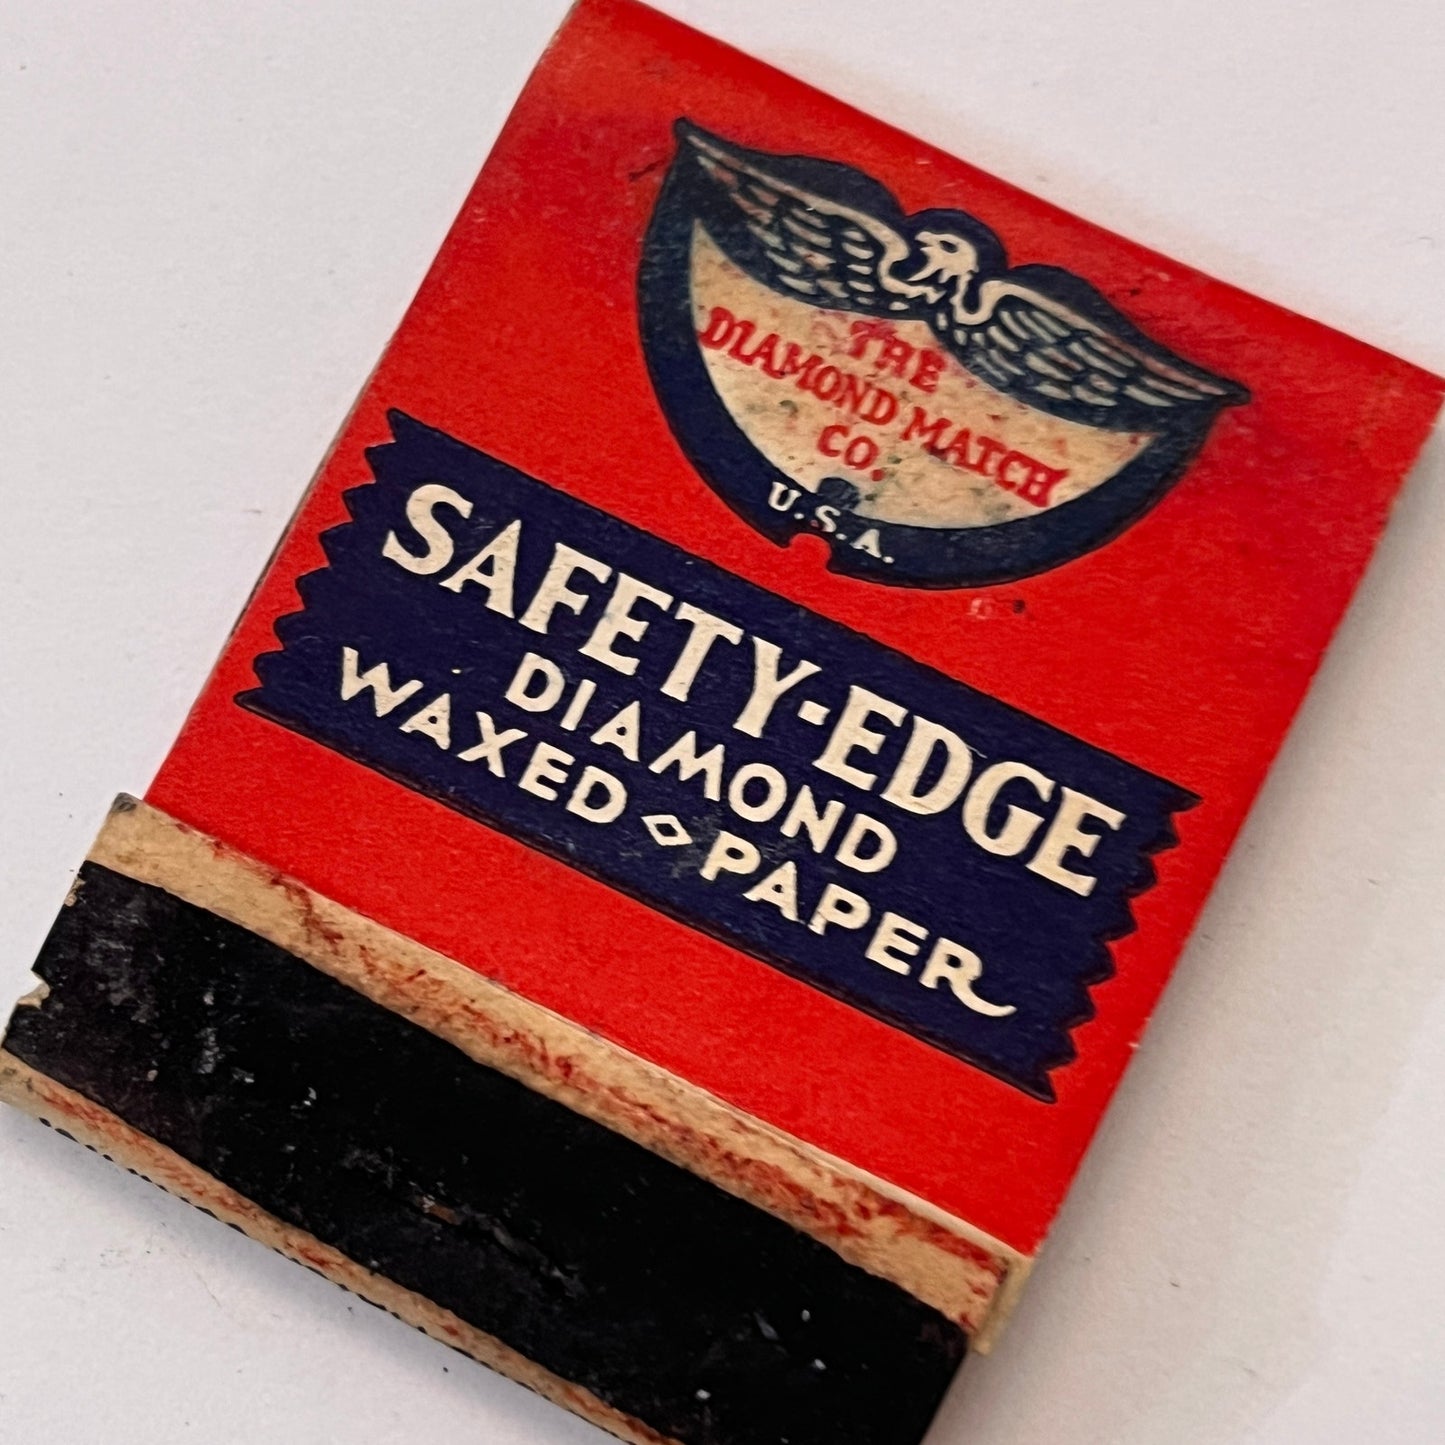 THE
DIAMOND MATCH
CO.
U.S.A.
SAFETY-EDGE
DIAMOND
WAXED ◇ PAPER